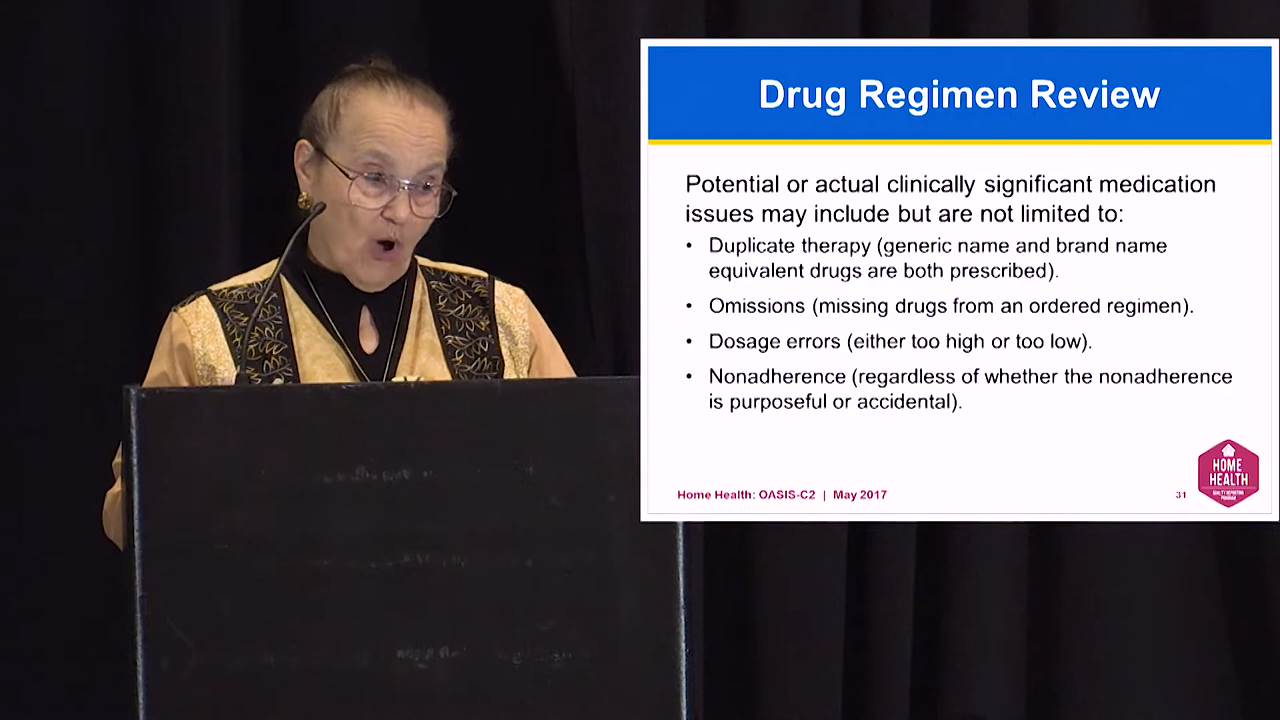 Drug Regimen Review
Potential or actual clinically significant medication
issues may include but are not limited to:
• Duplicate therapy (generic name and brand name
equivalent drugs are both prescribed).
• Omissions (missing drugs from an ordered regimen).
• Dosage errors (either too high or too low).
• Nonadherence (regardless of whether the nonadherence
is purposeful or accidental).
Home Health: OASIS-C2 | May 2017
31
HOME
HEALTH
QUALITY REPORTING
PROGRAM